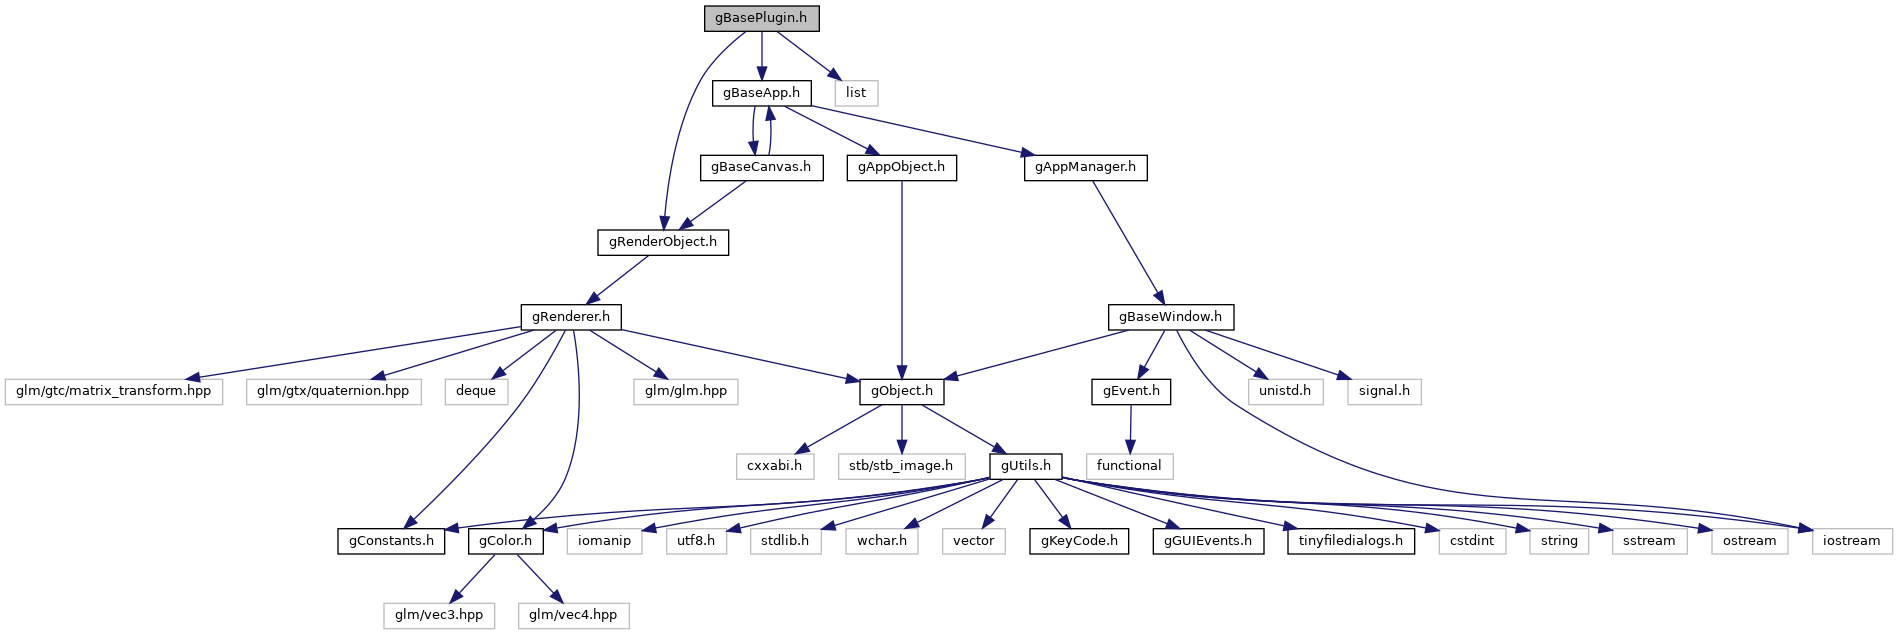 gBasePlugin.h
gBaseApp.h
list
gBaseCanvas.h
gAppObject.h
gAppManager.h
gRenderObject.h
gRenderer.h
gBaseWindow.h
glm/gtc/matrix_transform.hpp
glm/gtx/quaternion.hpp
deque
glm/glm.hpp
gObject.h
gEvent.h
unistd.h
signal.h
cxxabi.h
stb/stb_image.h
gUtils.h
functional
gConstants.h
gColor.h
iomanip
utf8.h
stdlib.h
wchar.h
vector
gKeyCode.h
gGUIEvents.h
tinyfiledialogs.h
cstdint
string
sstream
ostream
iostream
glm/vec3.hpp
glm/vec4.hpp